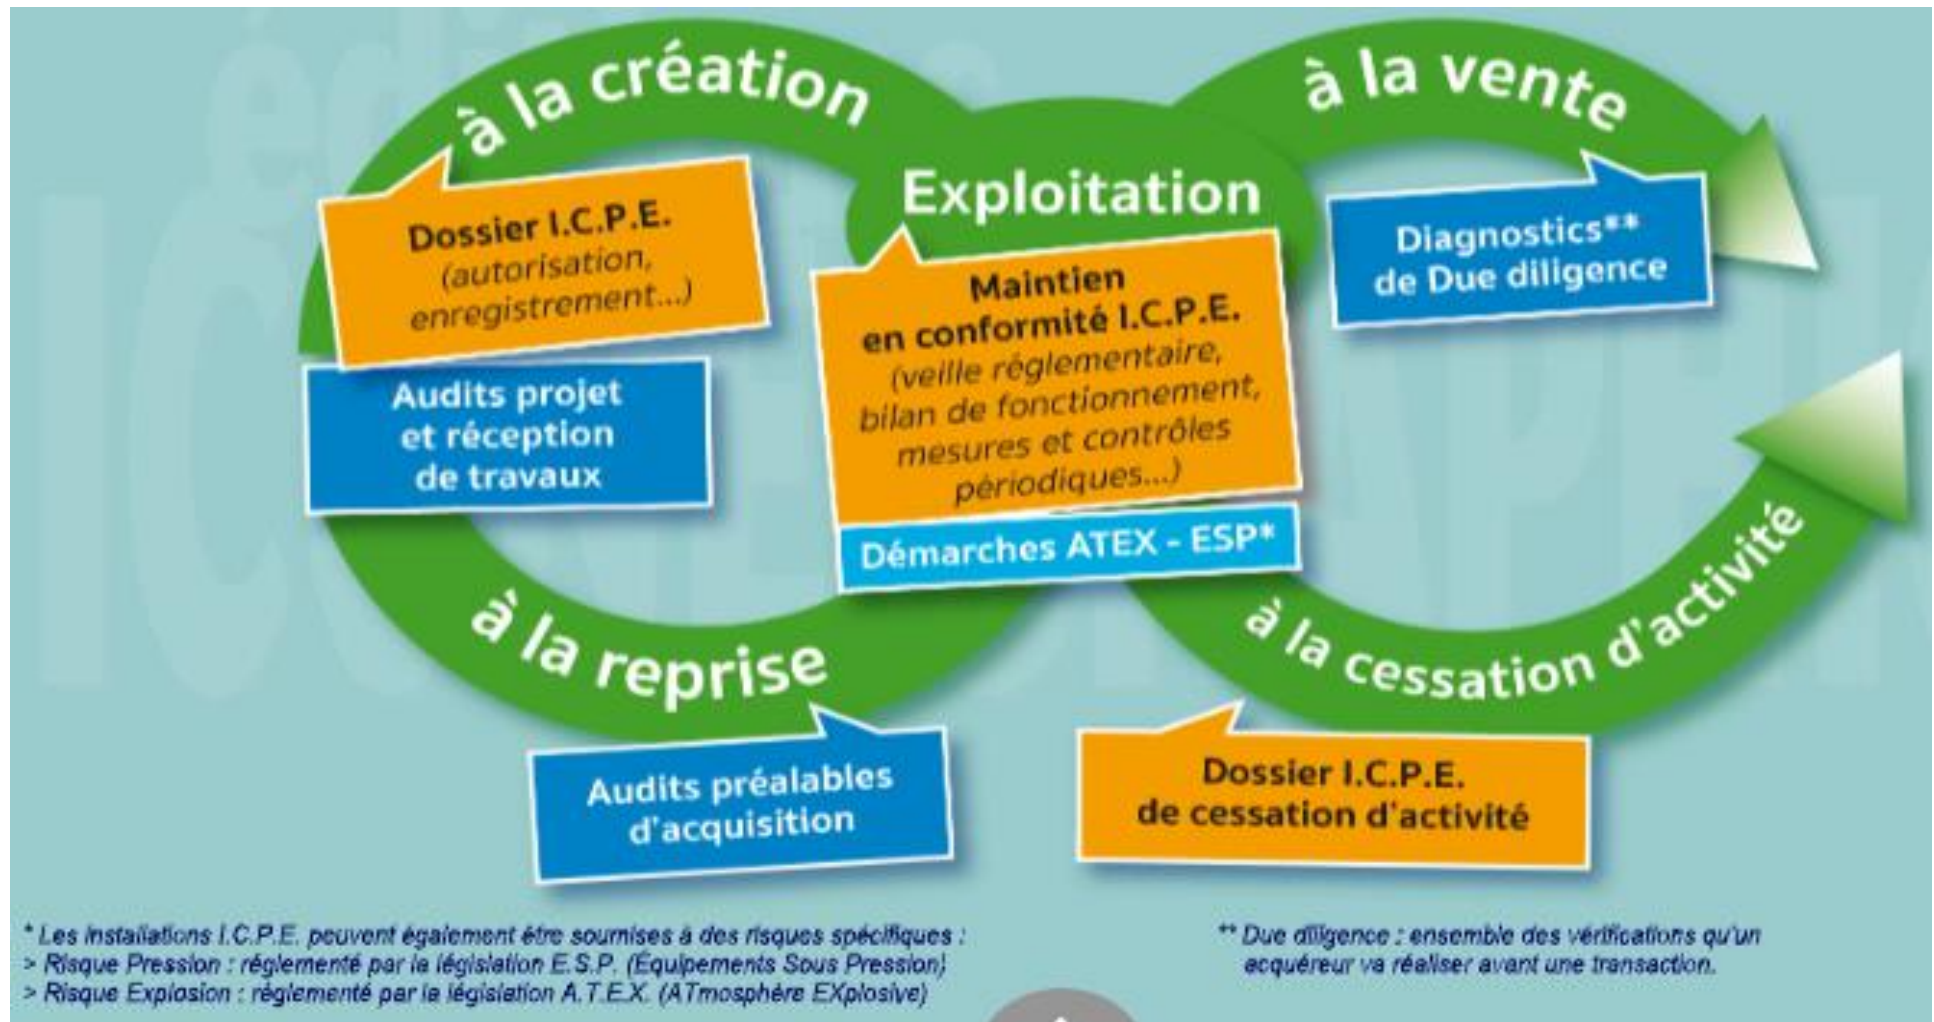 à la création
Dossier I.C.P.E.
(autorisation,
enregistrement...)
Audits projet
et réception
de travaux
à la reprise
Audits préalables
d'acquisition
Exploitation
Maintien
en conformité I.C.P.E.
(veille réglementaire,
bilan de fonctionnement,
mesures et contrôles
périodiques...)
Démarches ATEX - ESP*
à la vente
Diagnostics**
de Due diligence
à la cessation d'activité
Dossier I.C.P.E.
de cessation d'activité
* Les installations I.C.P.E. peuvent également être soumises à des risques spécifiques :
> Risque Pression : réglementé par la législation E.S.P. (Équipements Sous Pression)
> Risque Explosion : réglementé par la législation A.T.E.X. (ATmosphère EXplosive)
** Due diligence : ensemble des vérifications qu'un
acquéreur va réaliser avant une transaction.